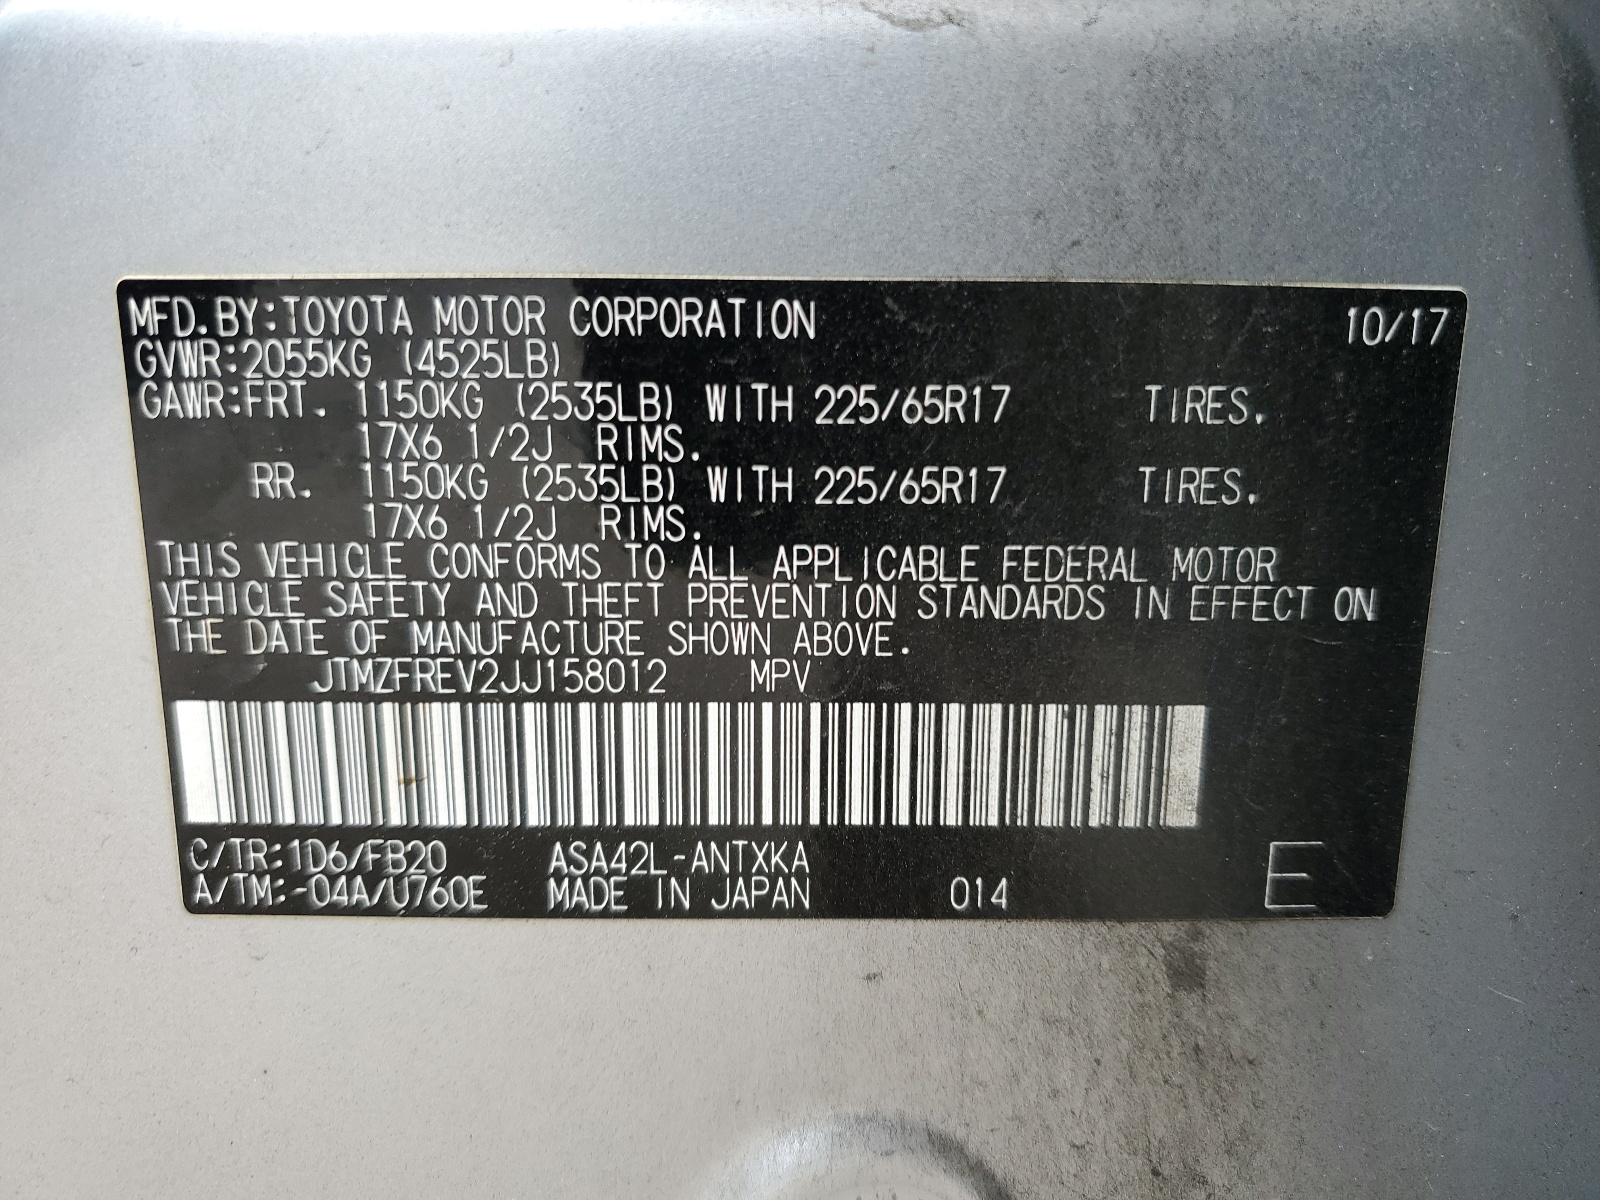 MFD.BY:TOYOTA MOTOR CORPORATION 10/17
GVWR:2055KG (4525LB)
GAWR:FRT. 1150KG (2535LB) WITH 225/65R17 TIRES.
17X6 1/2J RIMS.
RR. 1150KG (2535LB) WITH 225/65R17 TIRES.
17X6 1/2J RIMS.
THIS VEHICLE CONFORMS TO ALL APPLICABLE FEDERAL MOTOR
VEHICLE SAFETY AND THEFT PREVENTION STANDARDS IN EFFECT ON
THE DATE OF MANUFACTURE SHOWN ABOVE.
JTMZFREV2JJ158012 MPV
C/TR:1D6/FB20 ASA42L-ANTXKA
A/TM:-04A/U760E MADE IN JAPAN 014 E